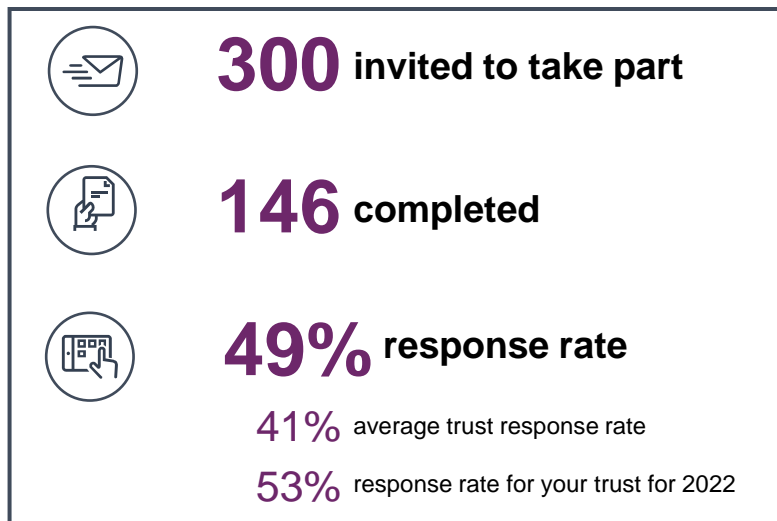 300 invited to take part
146 completed
49% response rate
41% average trust response rate
53% response rate for your trust for 2022